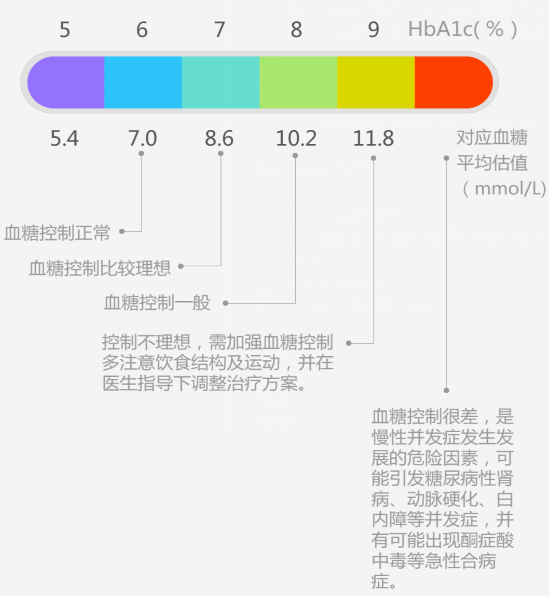 5 6 7 8 9 HbA1c( % )
5.4 7.0 8.6 10.2 11.8 对应血糖
平均估值
( mmol/L)
血糖控制正常
血糖控制比较理想
血糖控制一般
控制不理想，需加强血糖控制
多注意饮食结构及运动，并在
医生指导下调整治疗方案。
血糖控制很差，是
慢性并发症发生发
展的危险因素，可
能引发糖尿病性肾
病、动脉硬化、白
内障等并发症，并
有可能出现酮症酸
中毒等急性合病
症。